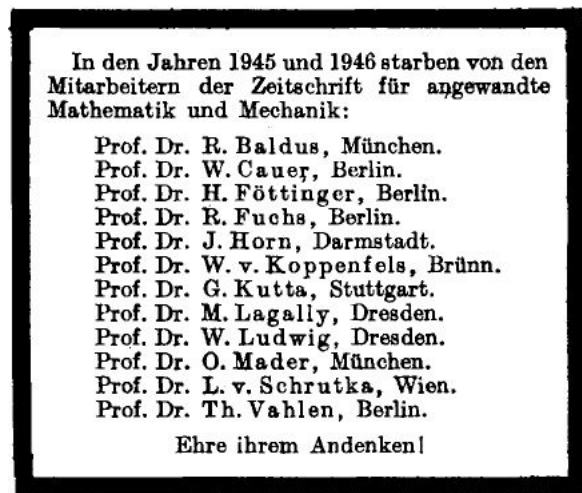 In den Jahren 1945 und 1946 starben von den
Mitarbeitern der Zeitschrift für angewandte
Mathematik und Mechanik:
Prof. Dr. R. Baldus, München.
Prof. Dr. W. Cauer, Berlin.
Prof. Dr. H. Föttinger, Berlin.
Prof. Dr. R. Fuchs, Berlin.
Prof. Dr. J. Horn, Darmstadt.
Prof. Dr. W. v. Koppenfels, Brünn.
Prof. Dr. G. Kutta, Stuttgart.
Prof. Dr. M. Lagally, Dresden.
Prof. Dr. W. Ludwig, Dresden.
Prof. Dr. O. Mader, München.
Prof. Dr. L. v. Schrutka, Wien.
Prof. Dr. Th. Vahlen, Berlin.
Ehre ihrem Andenken!